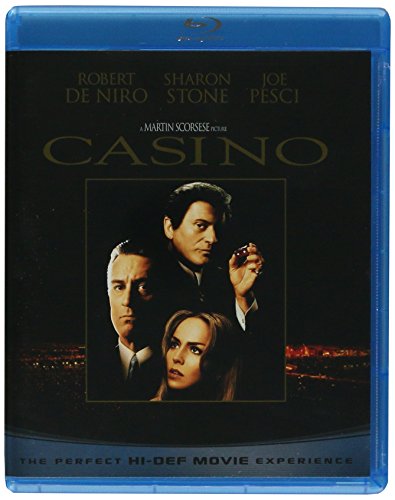 ROBERT DE NIRO SHARON STONE JOE PESCI
A MARTIN SCORSESE PICTURE
CASINO
THE PERFECT HI-DEF MOVIE EXPERIENCE